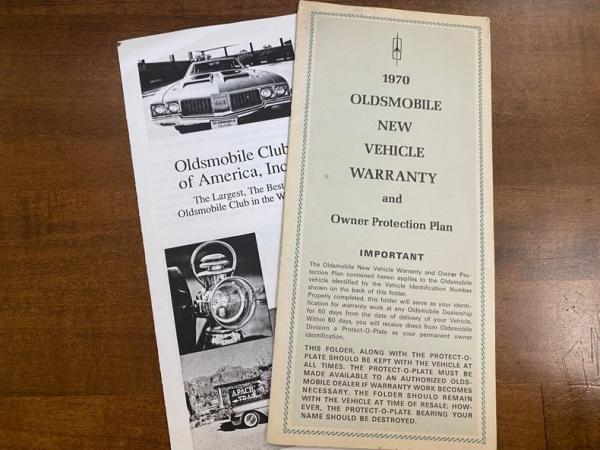 Oldsmobile Club
of America, Inc
The Largest, The Best
Oldsmobile Club in the W
APACHE
TRAIL
1970
OLDSMOBILE
NEW
VEHICLE
WARRANTY
and
Owner Protection Plan
IMPORTANT
The Oldsmobile New Vehicle Warranty and Owner Pro-
tection Plan contained herein applies to the Oldsmobile
vehicle identified by the Vehicle Identification Number
shown on the back of this folder.
Properly completed, this folder will serve as your identi-
fication for warranty work at any Oldsmobile Dealership
for 60 days from the date of delivery of your Vehicle.
Within 60 days, you will receive direct from Oldsmobile
Division a Protect-O-Plate as your permanent owner
identification.
THIS FOLDER, ALONG WITH THE PROTECT-O-
PLATE SHOULD BE KEPT WITH THE VEHICLE AT
ALL TIMES. THE PROTECT-O-PLATE MUST BE
MADE AVAILABLE TO AN AUTHORIZED OLDS-
MOBILE DEALER IF WARRANTY WORK BECOMES
NECESSARY. THE FOLDER SHOULD REMAIN
WITH THE VEHICLE AT TIME OF RESALE; HOW-
EVER, THE PROTECT-O-PLATE BEARING YOUR
NAME SHOULD BE DESTROYED.